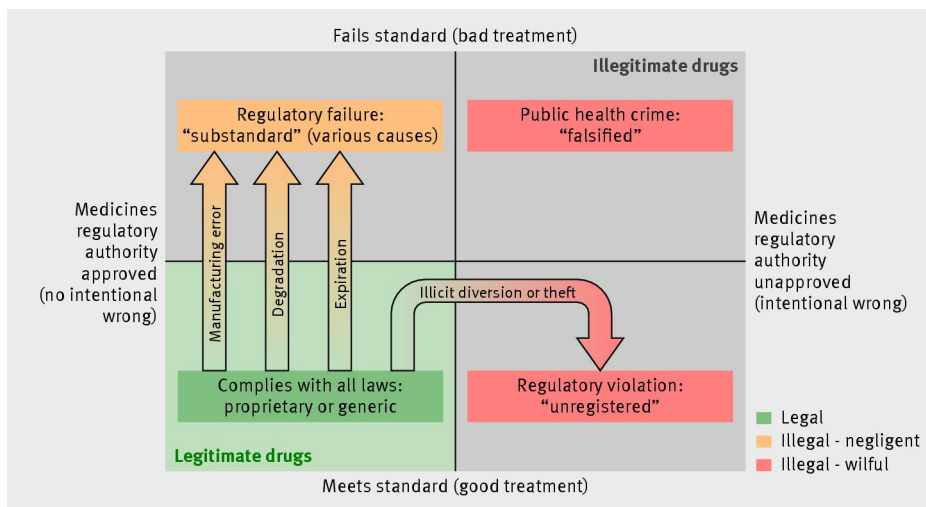 Fails standard (bad treatment)
Illegitimate drugs
Regulatory failure:
“substandard” (various causes)
Public health crime:
“falsified”
Medicines
regulatory
authority
approved
(no intentional
wrong)
Manufacturing error
Degradation
Expiration
Illicit diversion or theft
Medicines
regulatory
authority
unapproved
(intentional wrong)
Complies with all laws:
proprietary or generic
Regulatory violation:
“unregistered”
Legitimate drugs
Legal
Illegal - negligent
Illegal - wilful
Meets standard (good treatment)